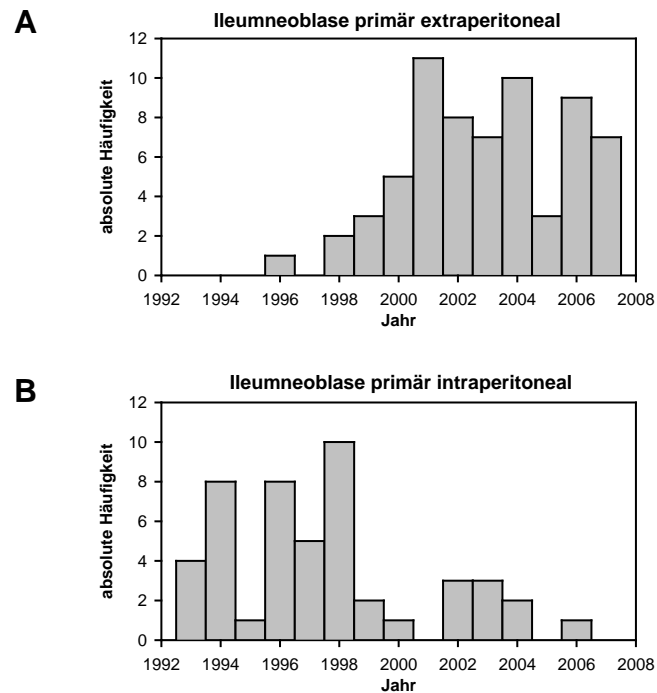 A
Ileumneoblase primär extraperitoneal
absolute Häufigkeit
12
10
8
6
4
2
0
1992 1994 1996 1998 2000 2002 2004 2006 2008
Jahr
B
Ileumneoblase primär intraperitoneal
absolute Häufigkeit
12
10
8
6
4
2
0
1992 1994 1996 1998 2000 2002 2004 2006 2008
Jahr